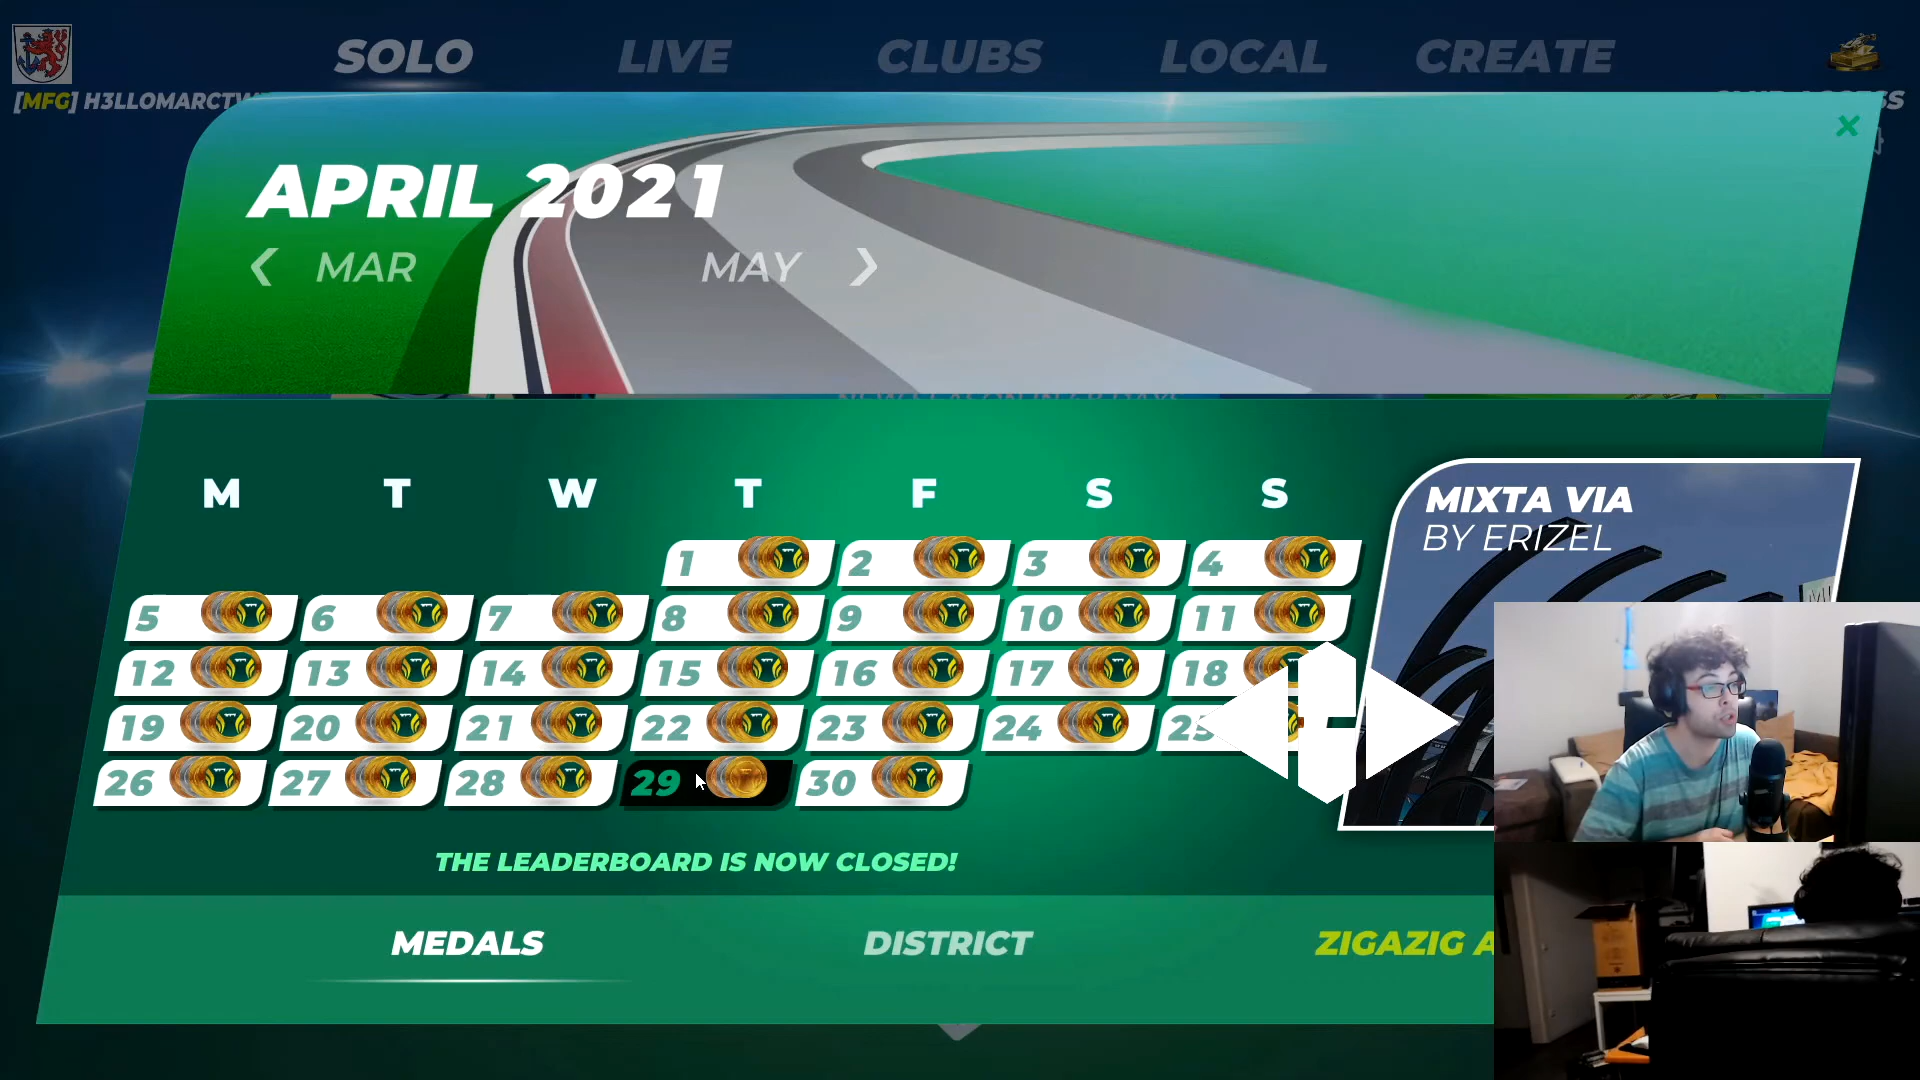 SOLO LIVE CLUBS LOCAL CREATE
[MFG] H3LLOMARCTW
APRIL 2021
MAR MAY
M T W T F S S
MIXTA VIA
BY ERIZEL
1 2 3 4
5 6 7 8 9 10 11
12 13 14 15 16 17 18
19 20 21 22 23 24 25
26 27 28 29 30
THE LEADERBOARD IS NOW CLOSED!
MEDALS DISTRICT ZIGAZIG A